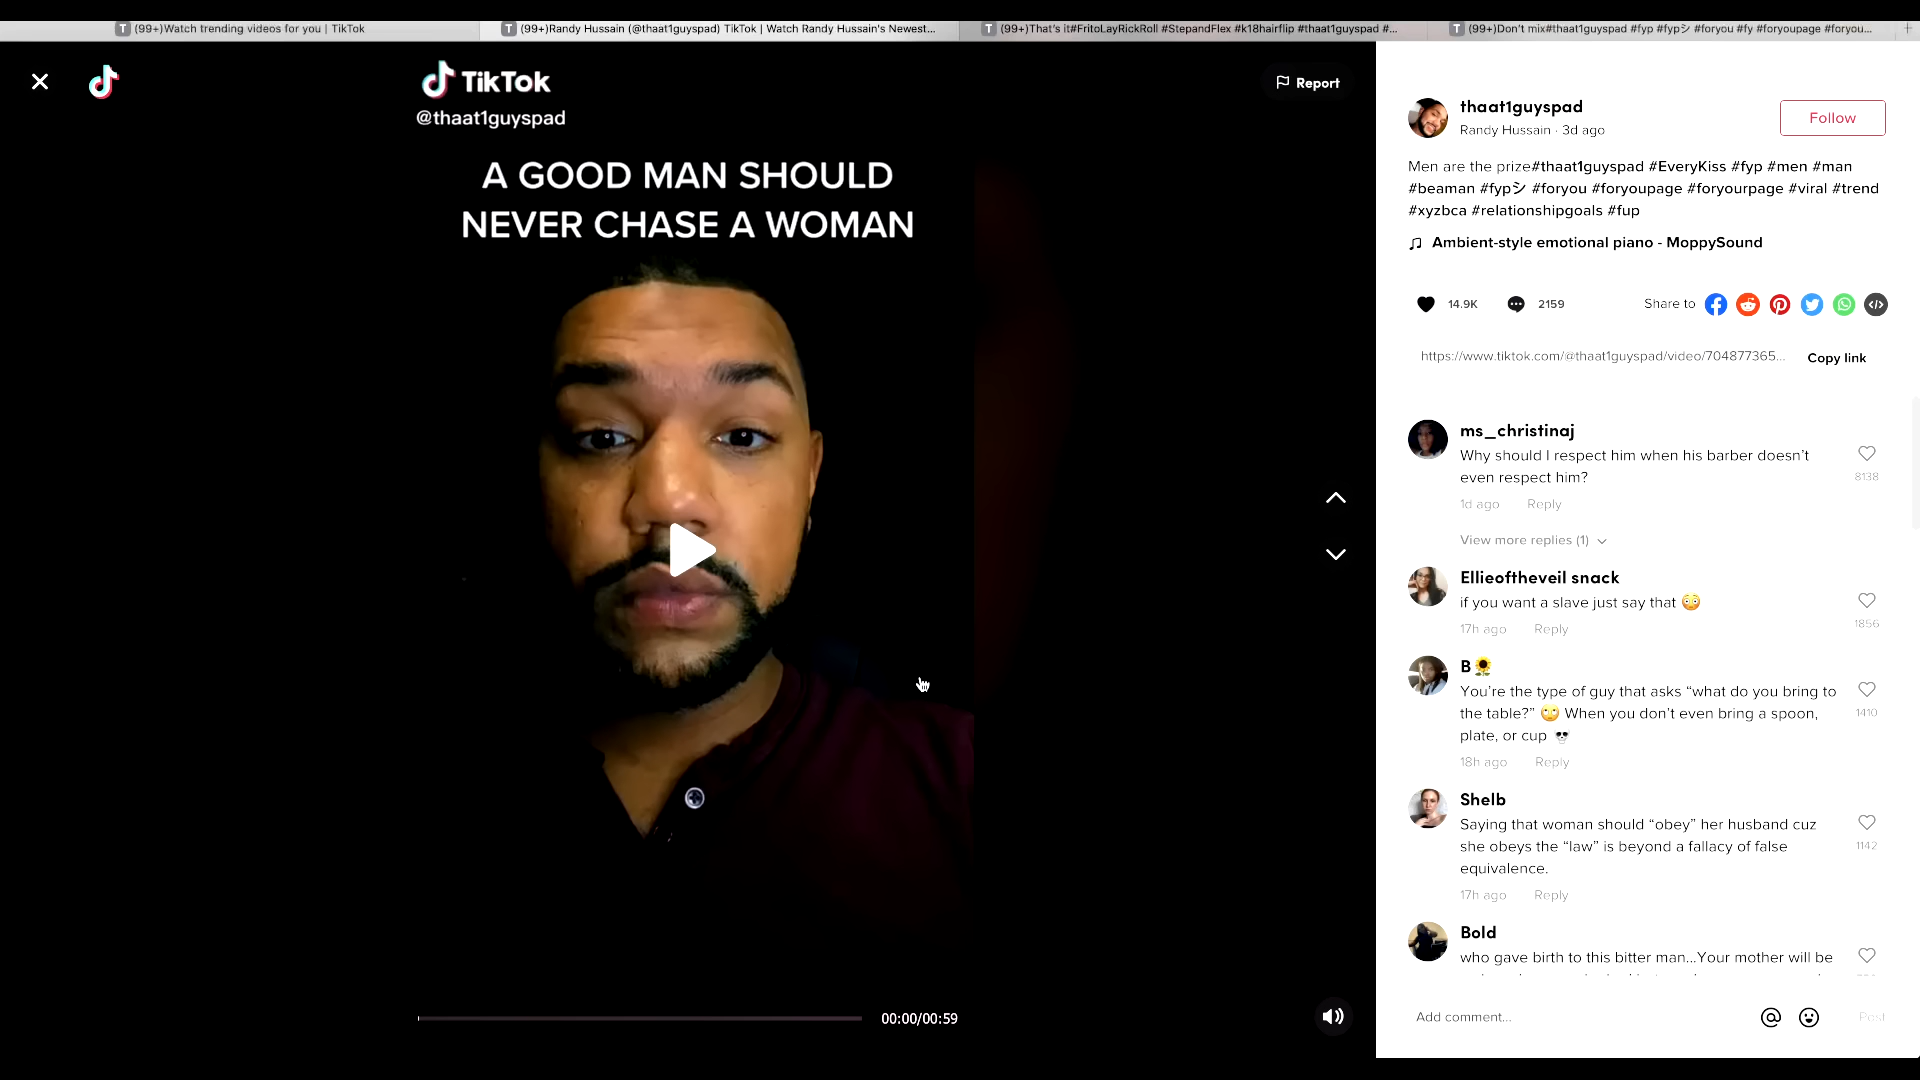 (99+)Watch trending videos for you | TikTok
(99+)Randy Hussain (@thaat1guyspad) TikTok | Watch Randy Hussain's Newest...
(99+)That's it#FritoLayRickRoll #StepandFlex #k18hairflip #thaat1guyspad #...
(99+)Don't mix#thaat1guyspad #fyp #fypシ #foryou #fy #foryoupage #foryou...
TikTok
@thaat1guyspad
Report
A GOOD MAN SHOULD
NEVER CHASE A WOMAN
00:00/00:59
thaat1guyspad
Randy Hussain · 3d ago
Follow
Men are the prize#thaat1guyspad #EveryKiss #fyp #men #man
#beaman #fypシ #foryou #foryoupage #foryourpage #viral #trend
#xyzbca #relationshipgoals #fup
Ambient-style emotional piano - MoppySound
14.9K
2159
Share to
https://www.tiktok.com/@thaat1guyspad/video/704877365...
Copy link
ms_christinaj
Why should I respect him when his barber doesn't
even respect him?
8138
1d ago Reply
View more replies (1)
Ellieoftheveil snack
if you want a slave just say that 😳
1856
17h ago Reply
B🌻
You're the type of guy that asks “what do you bring to
the table?” 🙄 When you don't even bring a spoon,
plate, or cup 💀
1410
18h ago Reply
Shelb
Saying that woman should “obey” her husband cuz
she obeys the “law” is beyond a fallacy of false
equivalence.
1142
17h ago Reply
Bold
who gave birth to this bitter man...Your mother will be
Add comment...
Post